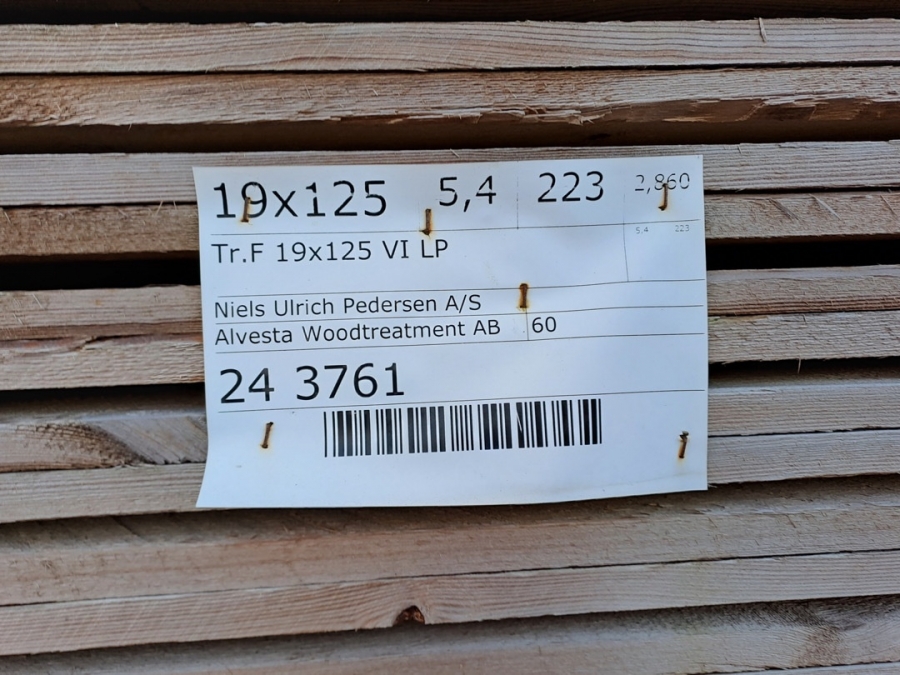 19x125 5,4 223 2,860
5,4 223
Tr.F 19x125 VI LP
Niels Ulrich Pedersen A/S
Alvesta Woodtreatment AB 60
24 3761